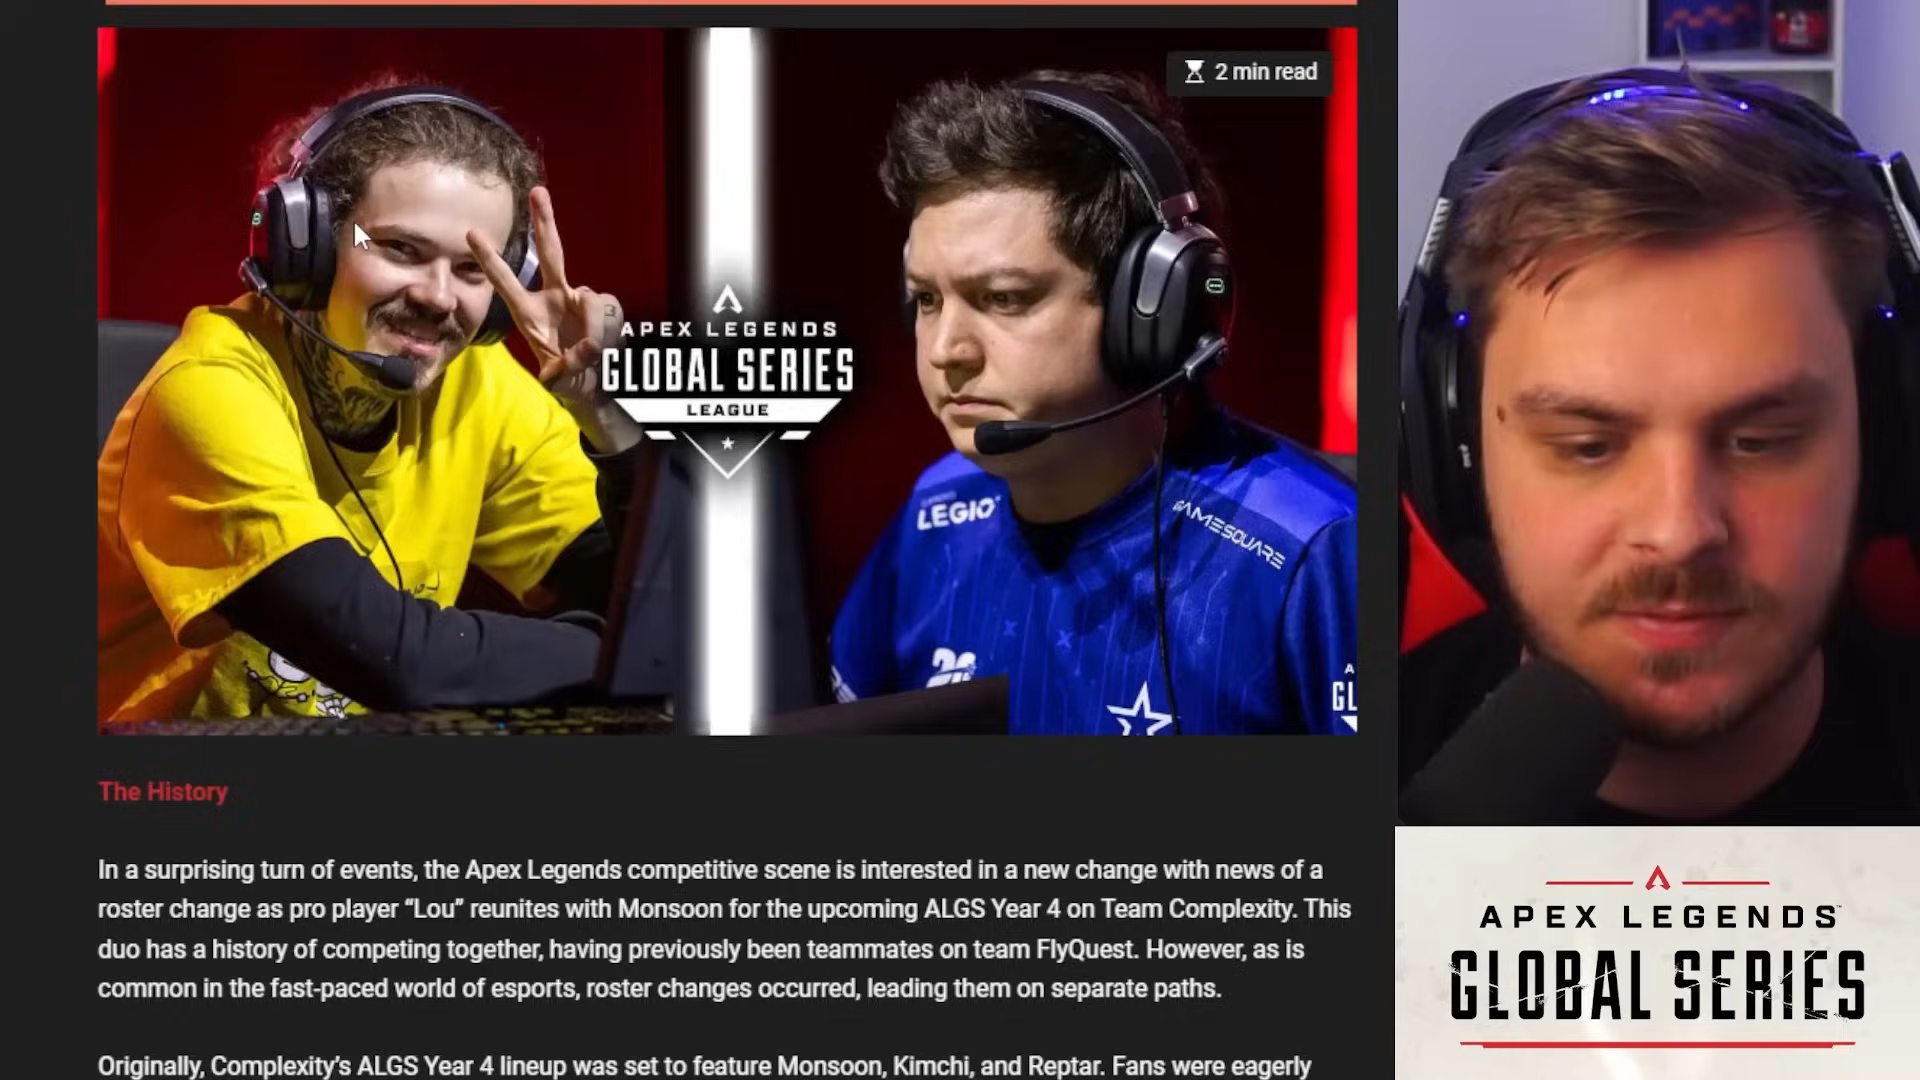 2 min read
APEX LEGENDS
GLOBAL SERIES
LEAGUE
LEGIO
GAMESQUARE
GL
The History
In a surprising turn of events, the Apex Legends competitive scene is interested in a new change with news of a
roster change as pro player “Lou” reunites with Monsoon for the upcoming ALGS Year 4 on Team Complexity. This
duo has a history of competing together, having previously been teammates on team FlyQuest. However, as is
common in the fast-paced world of esports, roster changes occurred, leading them on separate paths.
Originally, Complexity’s ALGS Year 4 lineup was set to feature Monsoon, Kimchi, and Reptar. Fans were eagerly
APEX LEGENDS
GLOBAL SERIES